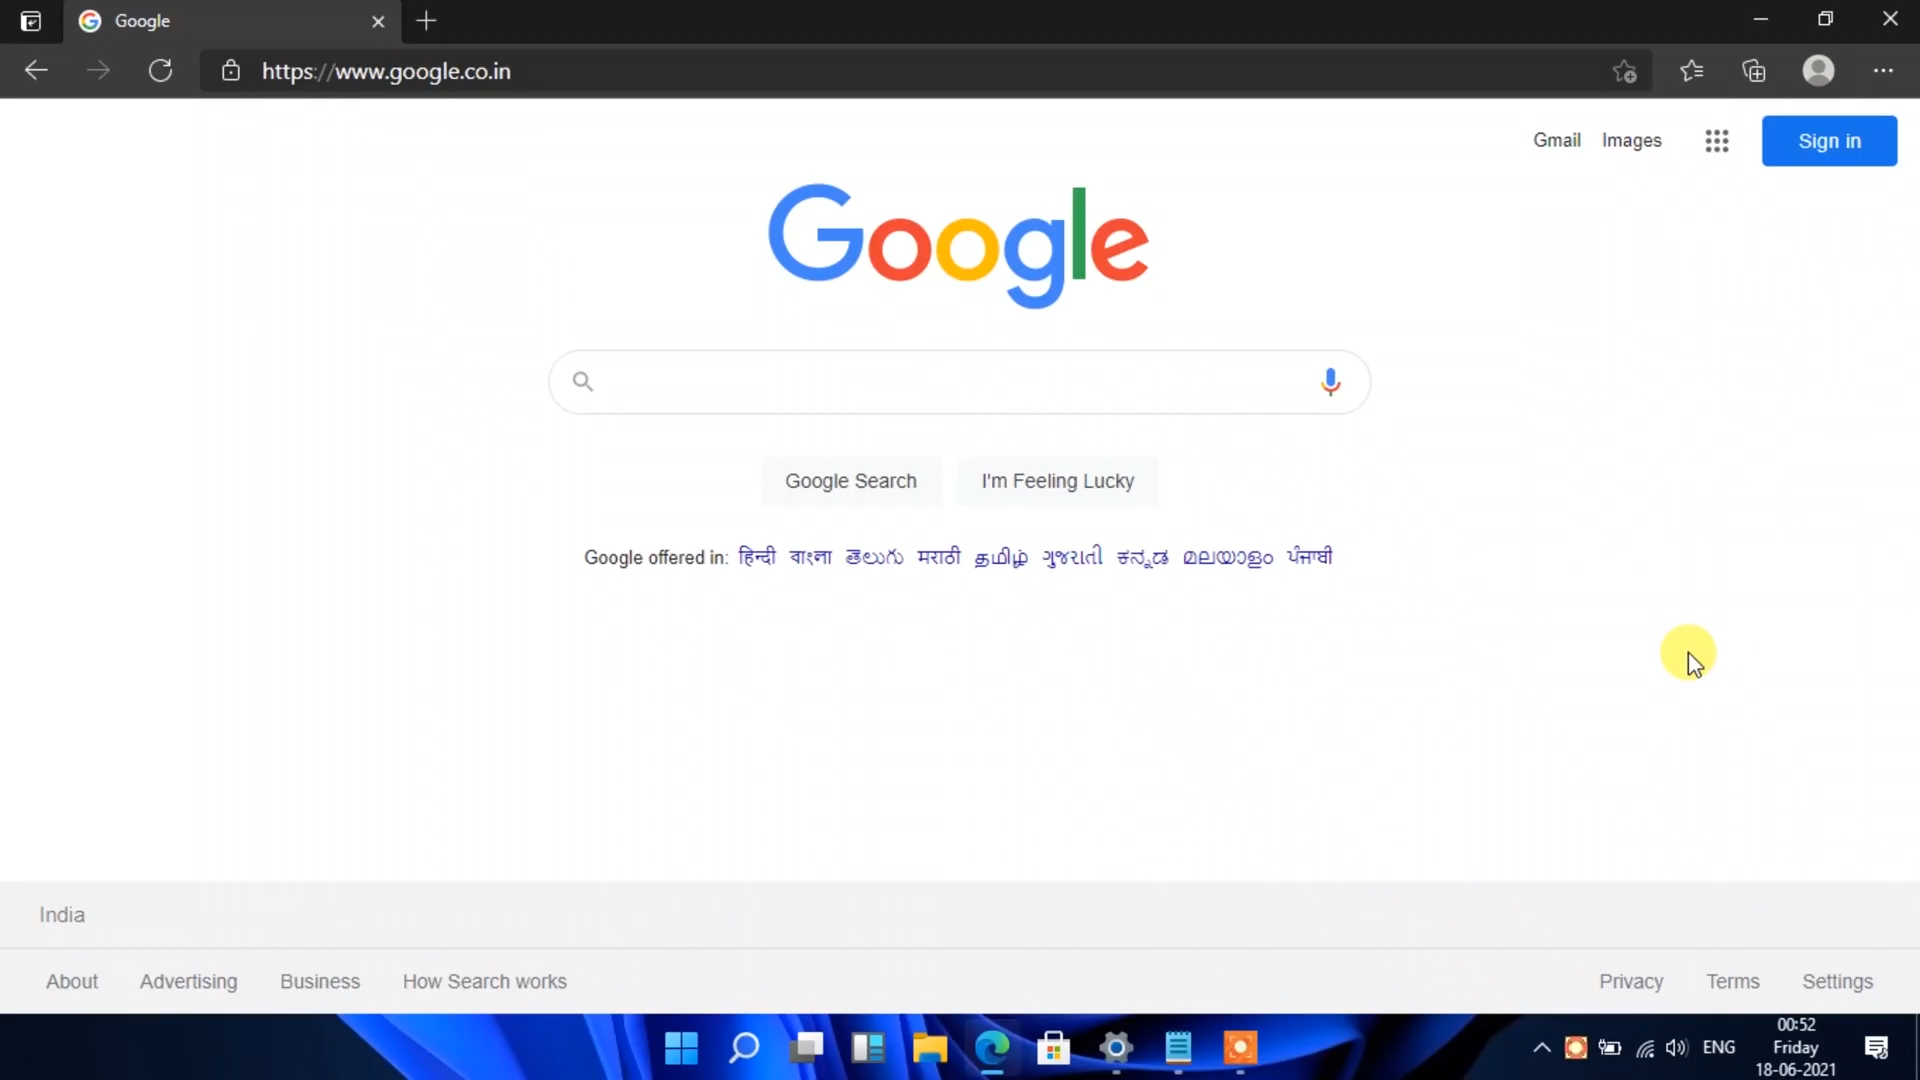 Google
https://www.google.co.in
Gmail Images Sign in
Google
Google Search I'm Feeling Lucky
Google offered in: हिन्दी বাংলা తెలుగు मराठी தமிழ் ગુજરાતી ಕನ್ನಡ മലയാളം ਪੰਜਾਬੀ
India
About Advertising Business How Search works Privacy Terms Settings
00:52
ENG Friday
18-06-2021